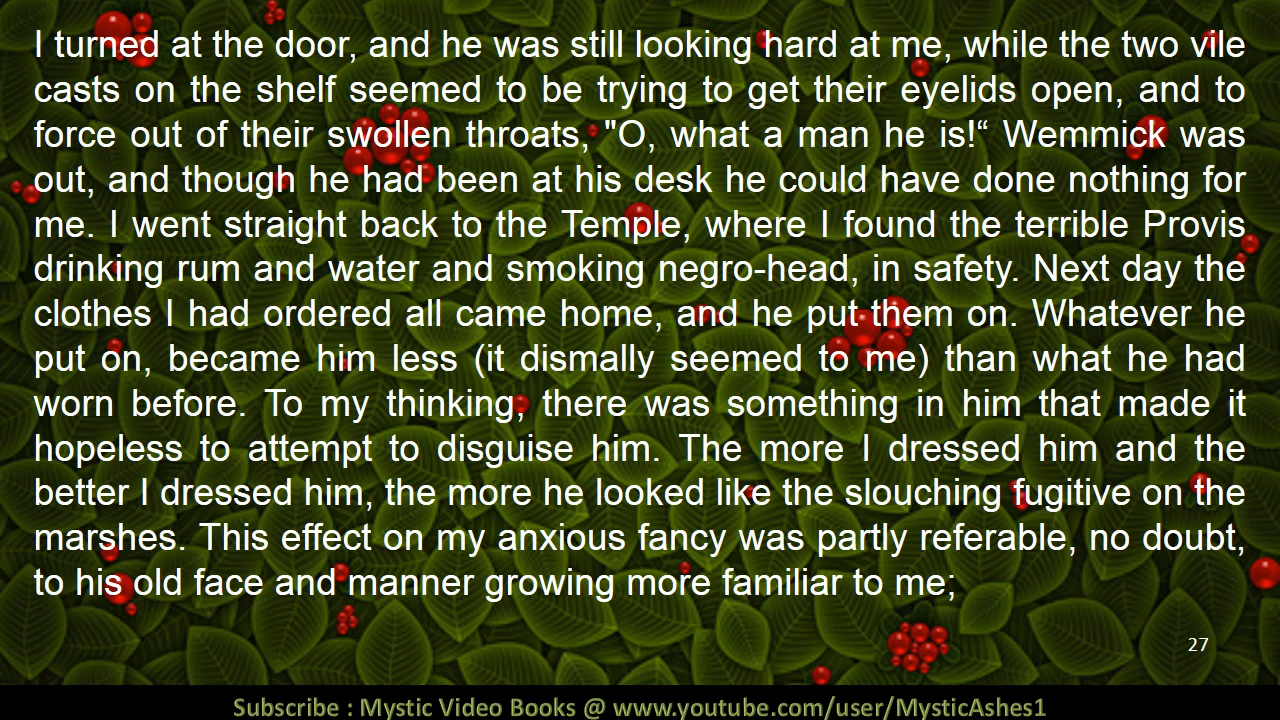 I turned at the door, and he was still looking hard at me, while the two vile
casts on the shelf seemed to be trying to get their eyelids open, and to
force out of their swollen throats, "O, what a man he is!“ Wemmick was
out, and though he had been at his desk he could have done nothing for
me. I went straight back to the Temple, where I found the terrible Provis
drinking rum and water and smoking negro-head, in safety. Next day the
clothes I had ordered all came home, and he put them on. Whatever he
put on, became him less (it dismally seemed to me) than what he had
worn before. To my thinking, there was something in him that made it
hopeless to attempt to disguise him. The more I dressed him and the
better I dressed him, the more he looked like the slouching fugitive on the
marshes. This effect on my anxious fancy was partly referable, no doubt,
to his old face and manner growing more familiar to me;
27
Subscribe : Mystic Video Books @ www.youtube.com/user/MysticAshes1